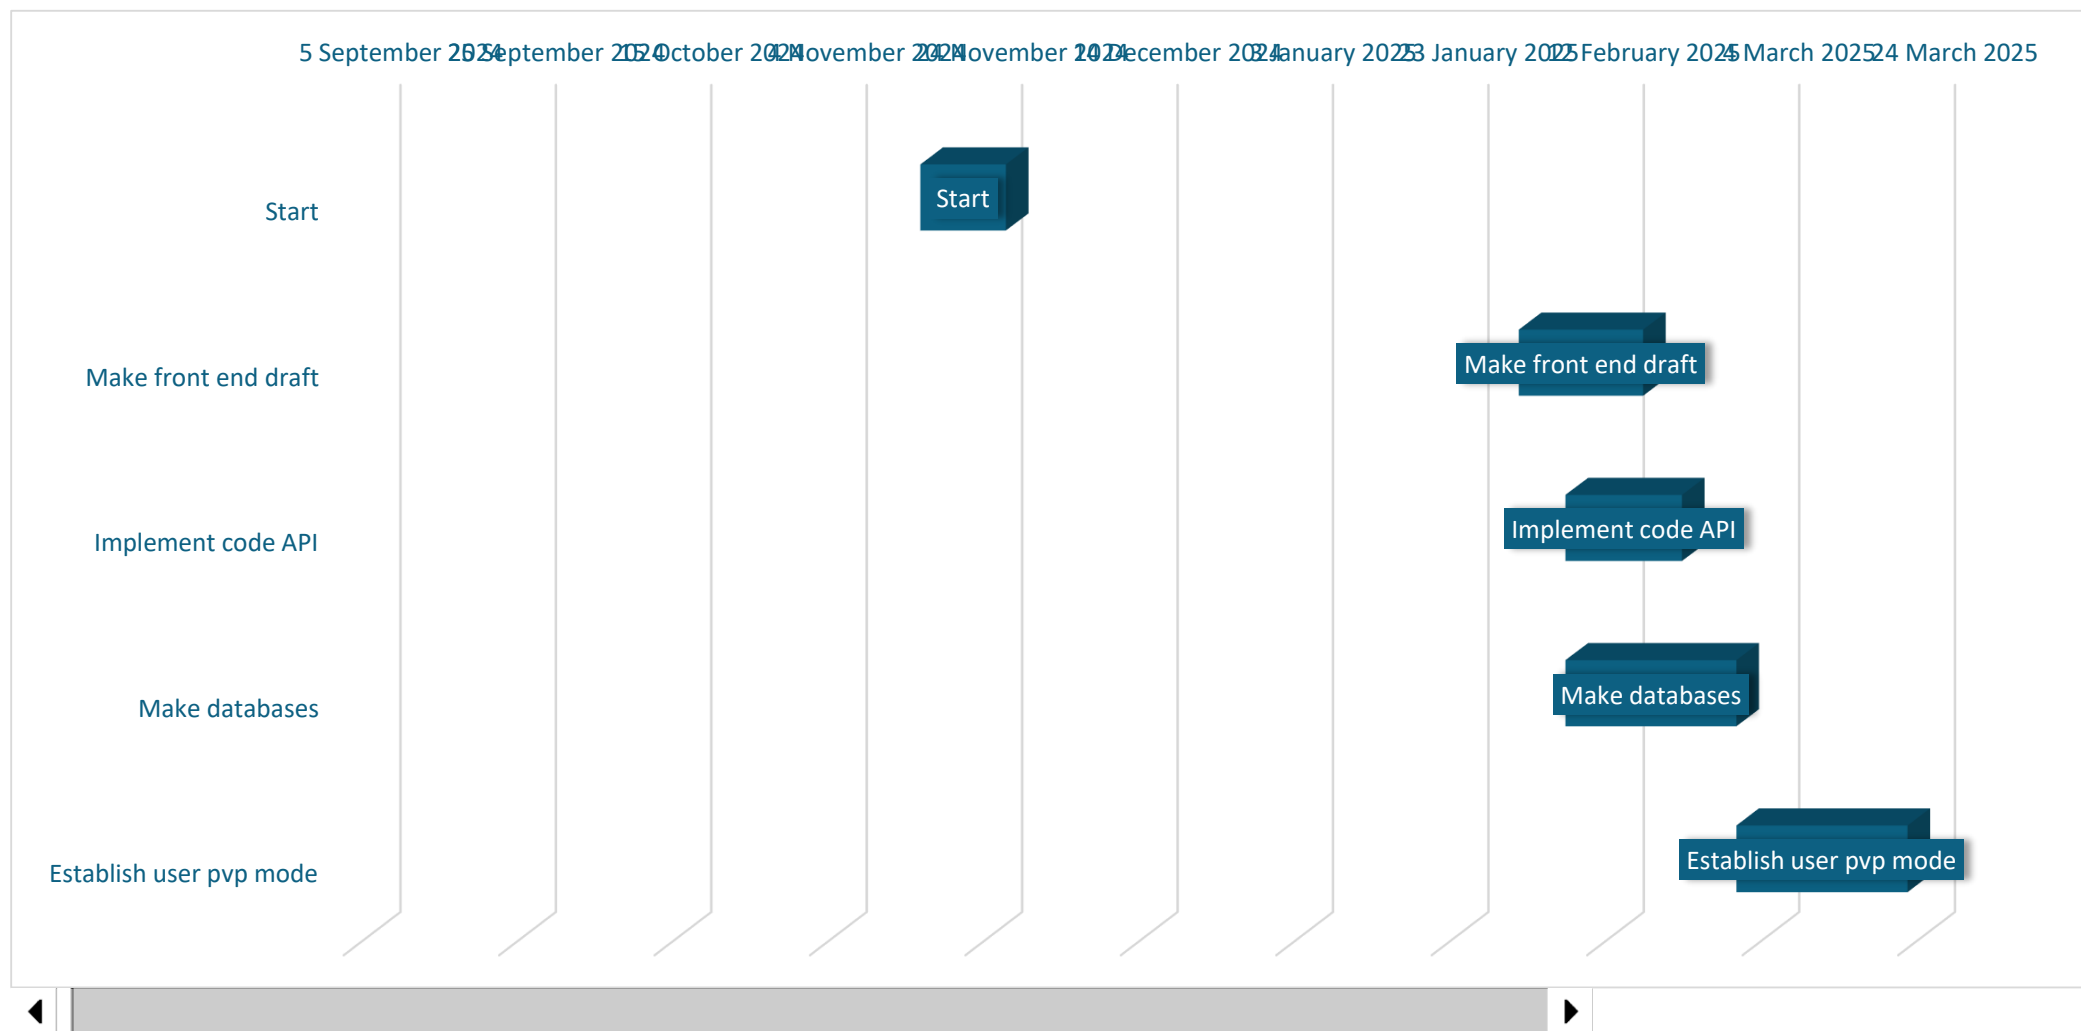 5 September 2024
25 September 2024
15 October 2024
4 November 2024
24 November 2024
14 December 2024
3 January 2025
23 January 2025
12 February 2025
4 March 2025
24 March 2025
Start
Start
Make front end draft
Make front end draft
Implement code API
Implement code API
Make databases
Make databases
Establish user pvp mode
Establish user pvp mode